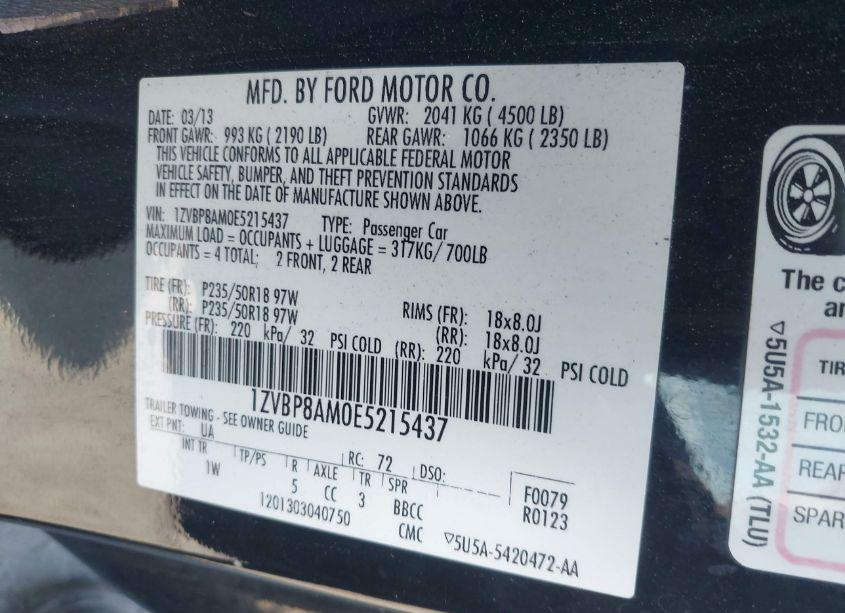 MFD. BY FORD MOTOR CO.
DATE: 03/13 GVWR: 2041 KG ( 4500 LB)
FRONT GAWR: 993 KG ( 2190 LB) REAR GAWR: 1066 KG ( 2350 LB)
THIS VEHICLE CONFORMS TO ALL APPLICABLE FEDERAL MOTOR
VEHICLE SAFETY, BUMPER, AND THEFT PREVENTION STANDARDS
IN EFFECT ON THE DATE OF MANUFACTURE SHOWN ABOVE.
VIN: 1ZVBP8AM0E5215437 TYPE: Passenger Car
MAXIMUM LOAD = OCCUPANTS + LUGGAGE = 317KG/ 700LB
OCCUPANTS = 4 TOTAL; 2 FRONT, 2 REAR
TIRE (FR): P235/50R18 97W RIMS (FR): 18x8.0J
(RR): P235/50R18 97W (RR): 18x8.0J
PRESSURE (FR): 220 kPa/ 32 PSI COLD (RR): 220 kPa/ 32 PSI COLD
1ZVBP8AM0E5215437
TRAILER TOWING - SEE OWNER GUIDE
EXT PNT: UA RC: 72 DSO:
INT TR TP/PS R AXLE TR SPR
1W 5 CC 3 BBCC
F0079
R0123
1201303040750 CMC ▽5U5A-5420472-AA
The c
an
▽5U5A-1532-AA (TLU)
TIR
FRO
REAR
SPAR